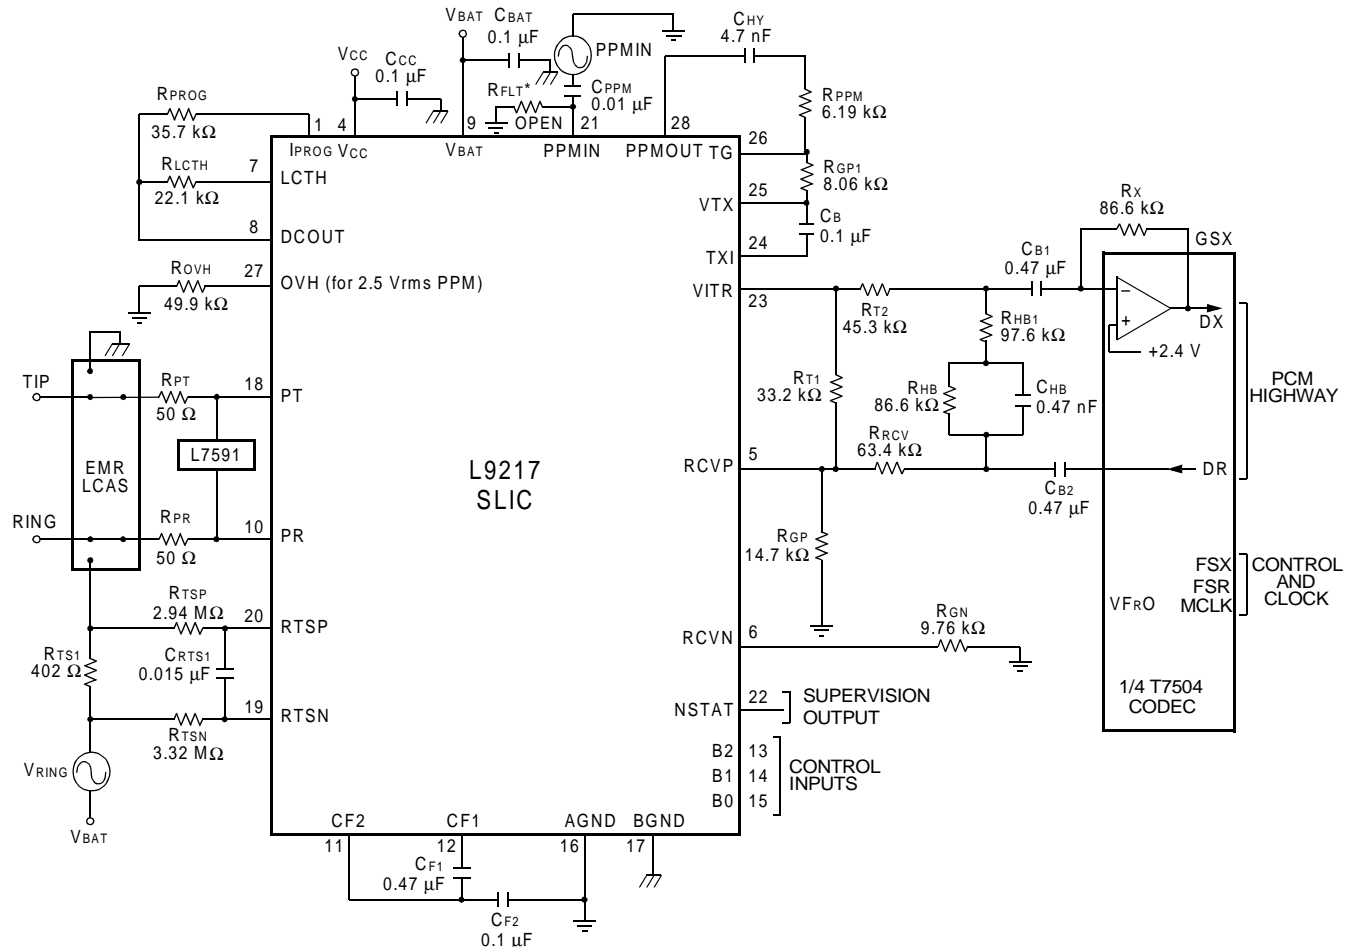 VBAT
CBAT
0.1 µF
CHY
4.7 nF
PPMIN
VCC
CCC
0.1 µF
RFLT*
OPEN
CPPM
0.01 µF
RPROG
35.7 kΩ
RPPM
6.19 kΩ
1
4
9
21
28
26
IPROG
VCC
VBAT
PPMIN
PPMOUT
TG
RLCTH
22.1 kΩ
7
LCTH
RGP1
8.06 kΩ
25
VTX
8
DCOUT
CB
0.1 µF
24
TXI
RX
86.6 kΩ
GSX
ROVH
49.9 kΩ
27
OVH (for 2.5 Vrms PPM)
VITR
23
RT2
45.3 kΩ
CB1
0.47 µF
−
+
+2.4 V
DX
RHB1
97.6 kΩ
RT1
33.2 kΩ
RHB
86.6 kΩ
CHB
0.47 nF
PCM
HIGHWAY
TIP
RPT
50 Ω
18
PT
L7591
EMR
LCAS
L9217
SLIC
RCVP
5
RRCV
63.4 kΩ
CB2
0.47 µF
DR
RING
RPR
50 Ω
10
PR
RGP
14.7 kΩ
FSX
FSR
MCLK
CONTROL
AND
CLOCK
VFRO
RTSP
2.94 MΩ
20
RTSP
RTS1
402 Ω
CRTS1
0.015 µF
RCVN
6
RGN
9.76 kΩ
19
RTSN
RTSN
3.32 MΩ
NSTAT
22
SUPERVISION
OUTPUT
1/4 T7504
CODEC
VRING
VBAT
B2
13
B1
14
B0
15
CONTROL
INPUTS
CF2
CF1
AGND
BGND
11
12
16
17
CF1
0.47 µF
CF2
0.1 µF